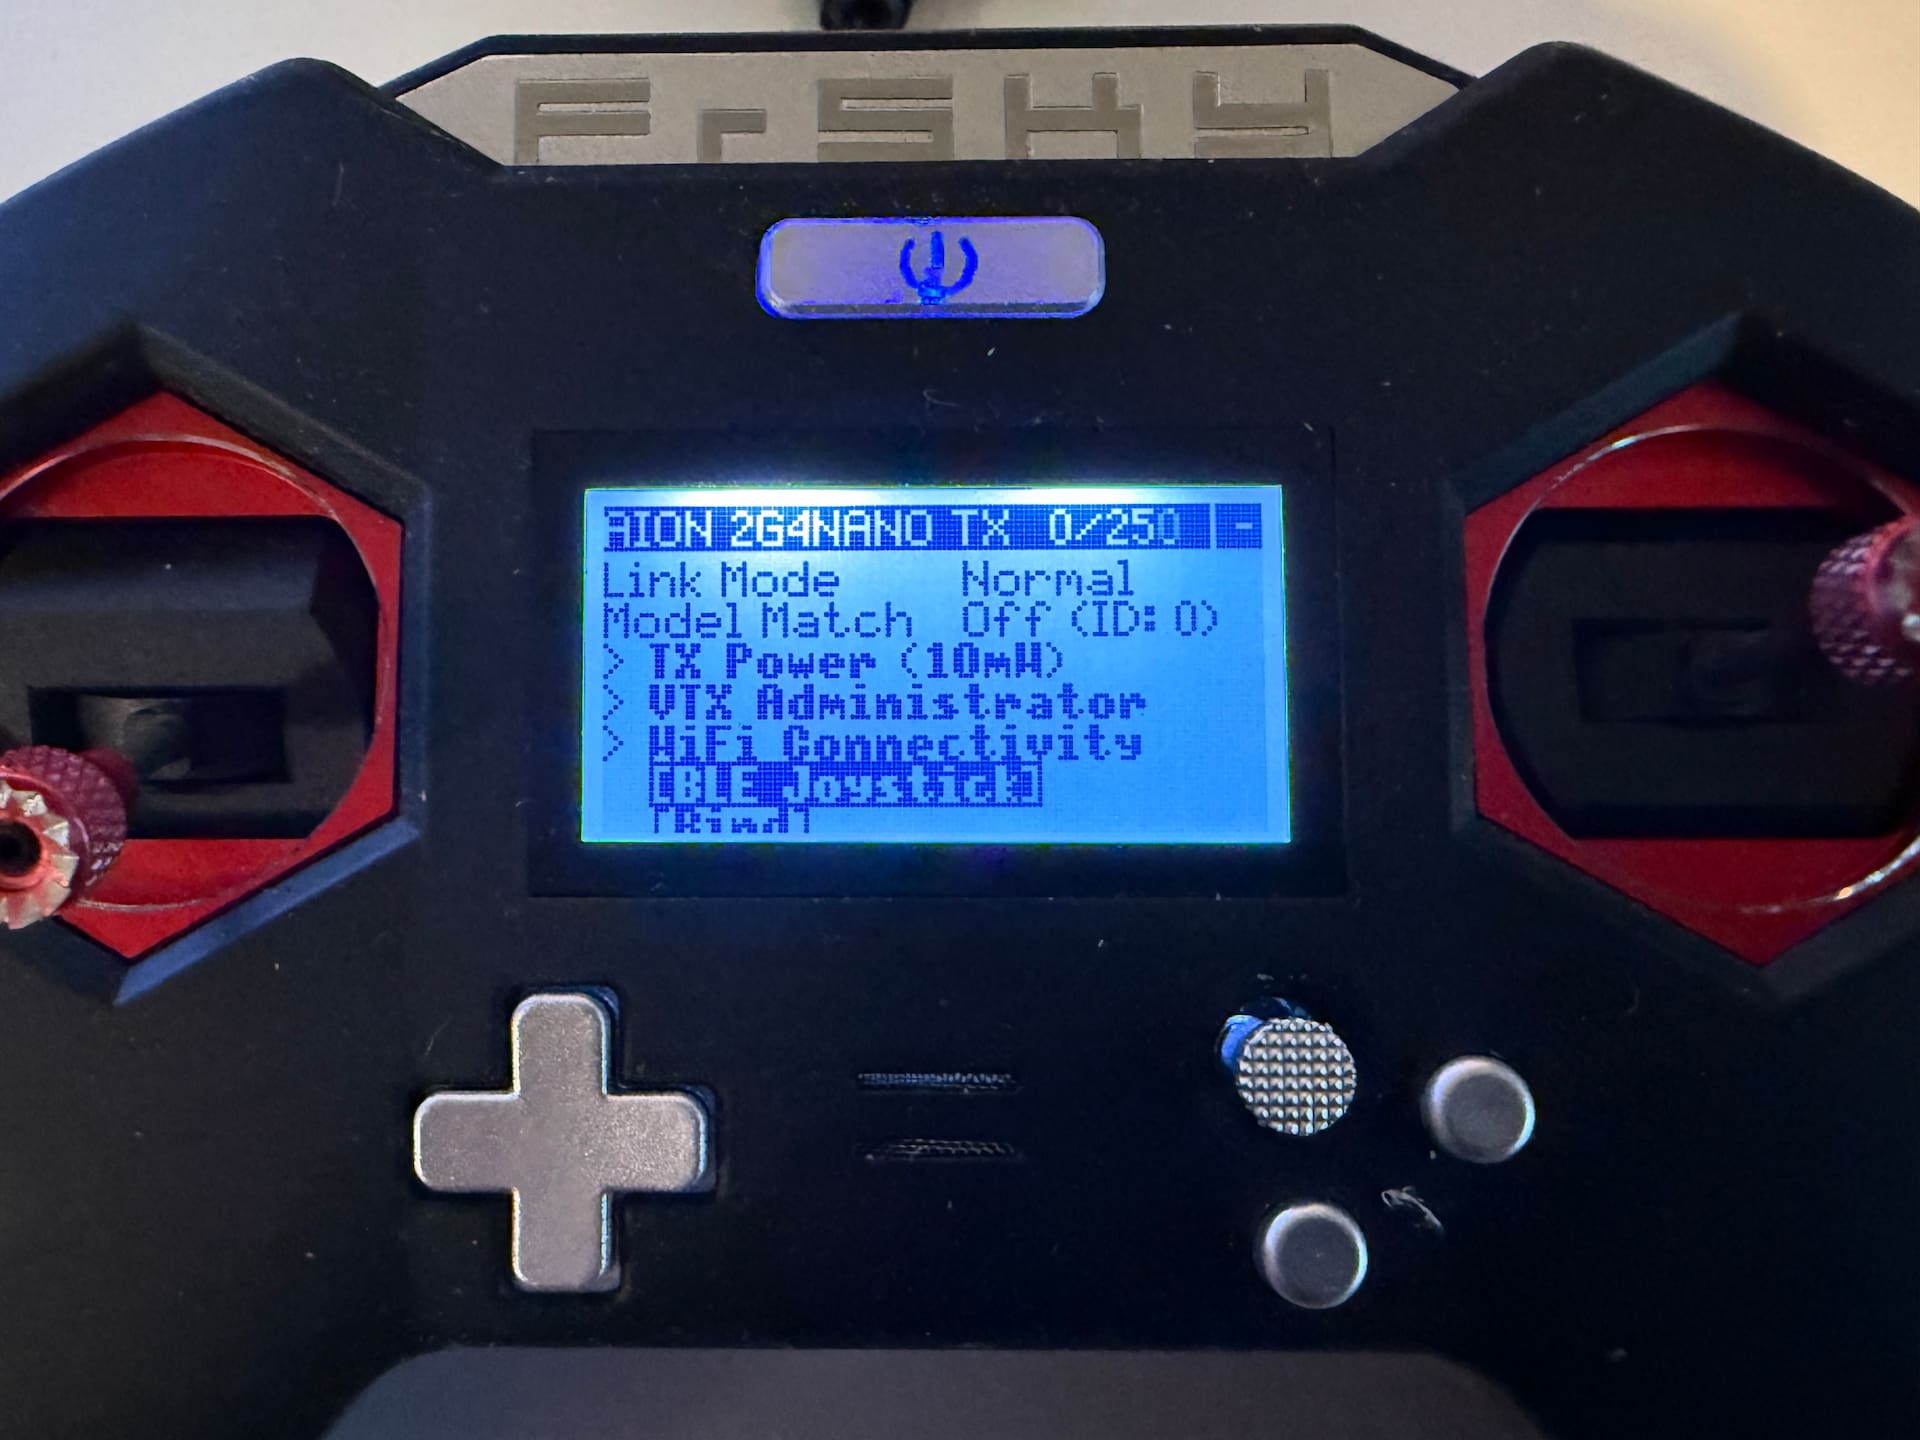 FrSKY
AION 2G4NANO TX 0/250 -
Link Mode Normal
Model Match Off (ID: 0)
> TX Power (10mW)
> VTX Administrator
> WiFi Connectivity
[BLE Joystick]
[Bind]